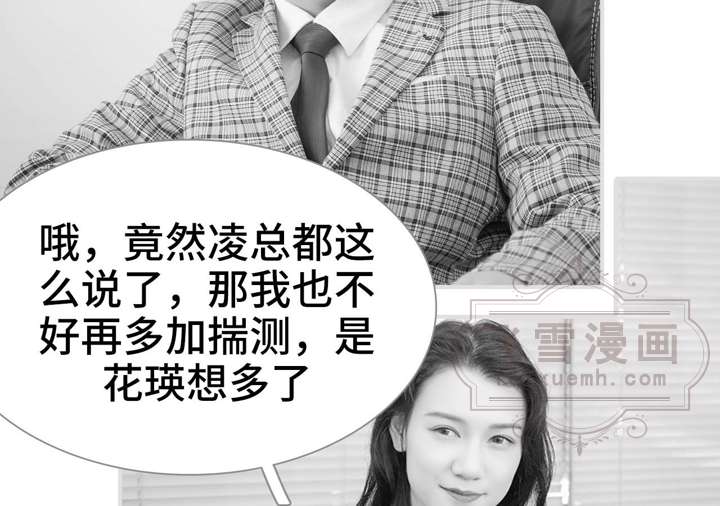 哦，竟然凌总都这
么说了，那我也不
好再多加揣测，是
花瑛想多了
雪漫画
xuemh.com